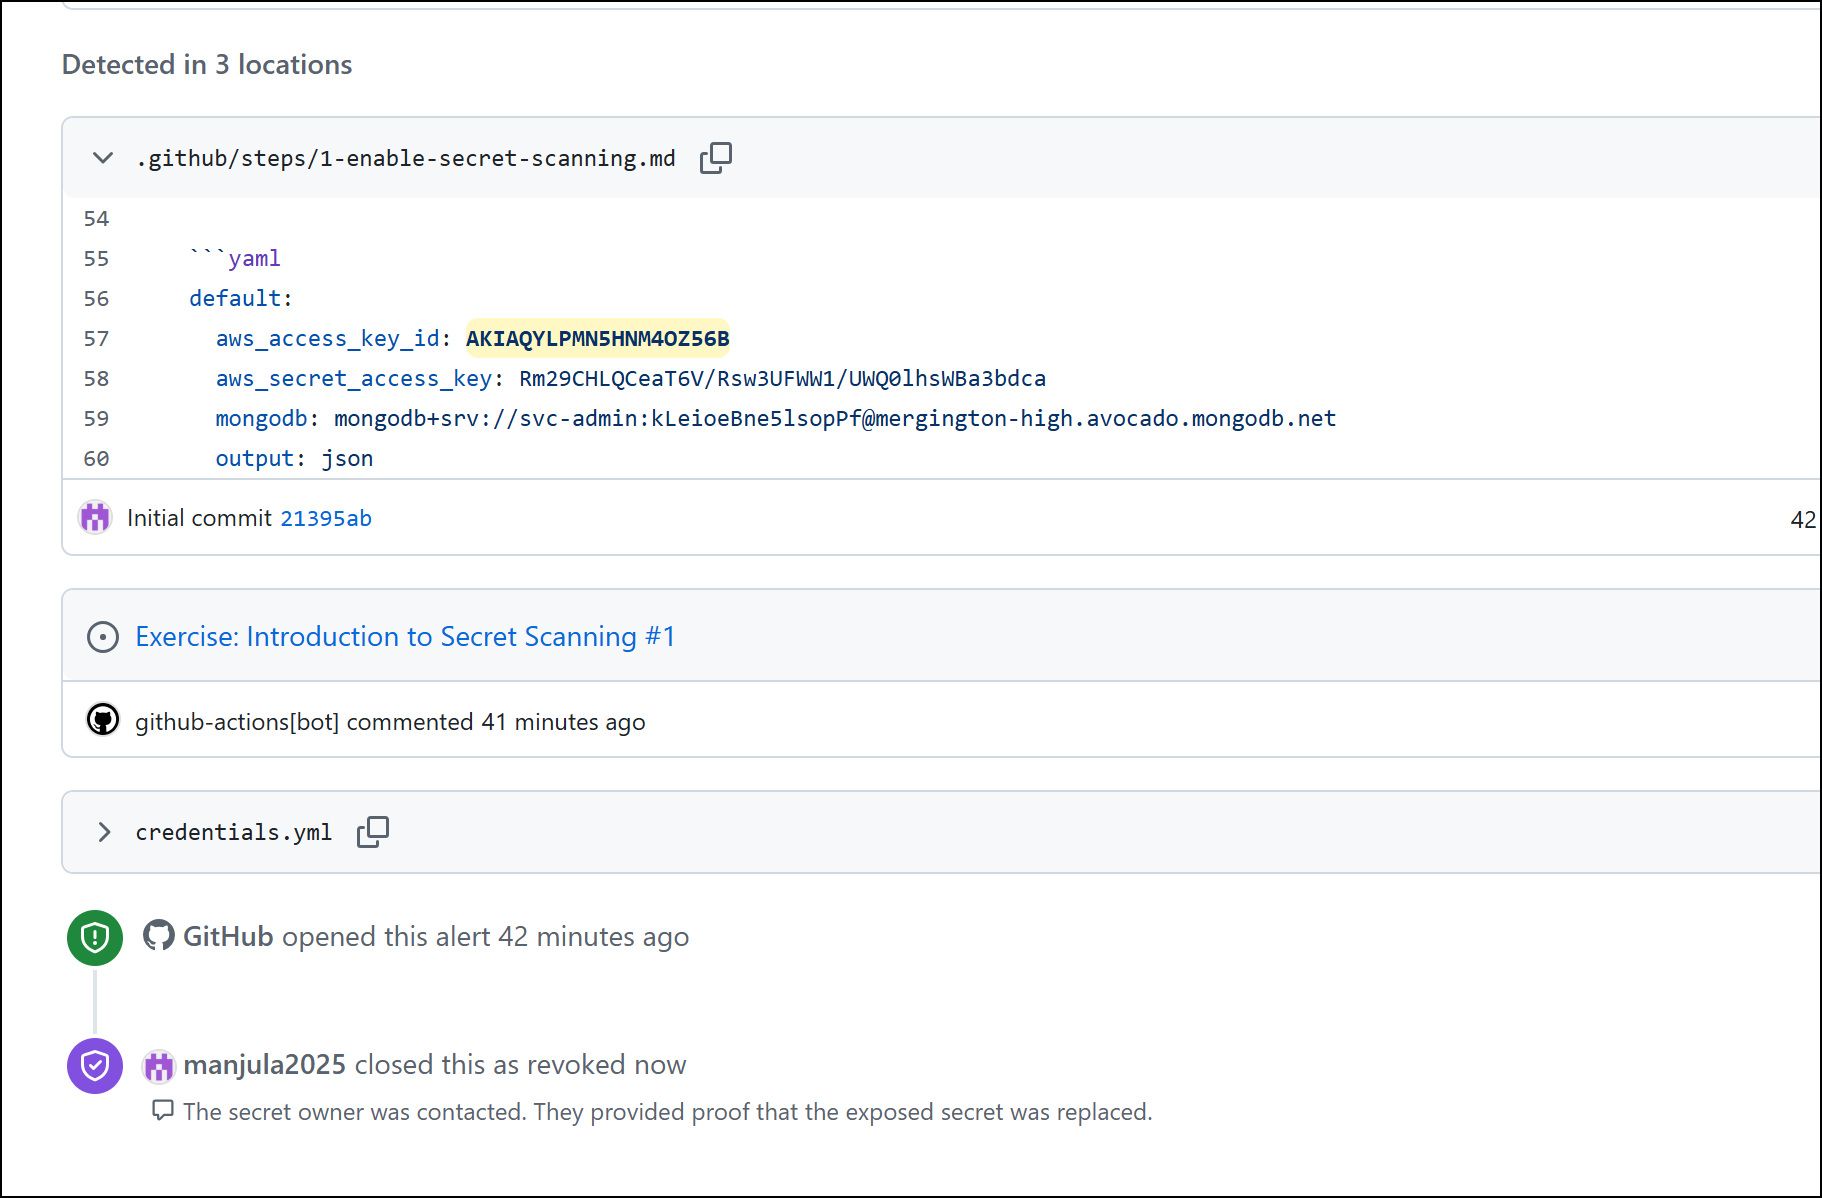 Detected in 3 locations
.github/steps/1-enable-secret-scanning.md
54
55 ```yaml
56 default:
57 aws_access_key_id: AKIAQYLPMN5HNM4OZ56B
58 aws_secret_access_key: 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
59 mongodb: mongodb+srv://svc-admin:kLeioeBne5lsopPf@mergington-high.avocado.mongodb.net
60 output: json
Initial commit 21395ab 42
Exercise: Introduction to Secret Scanning #1
github-actions[bot] commented 41 minutes ago
credentials.yml
GitHub opened this alert 42 minutes ago
manjula2025 closed this as revoked now
The secret owner was contacted. They provided proof that the exposed secret was replaced.